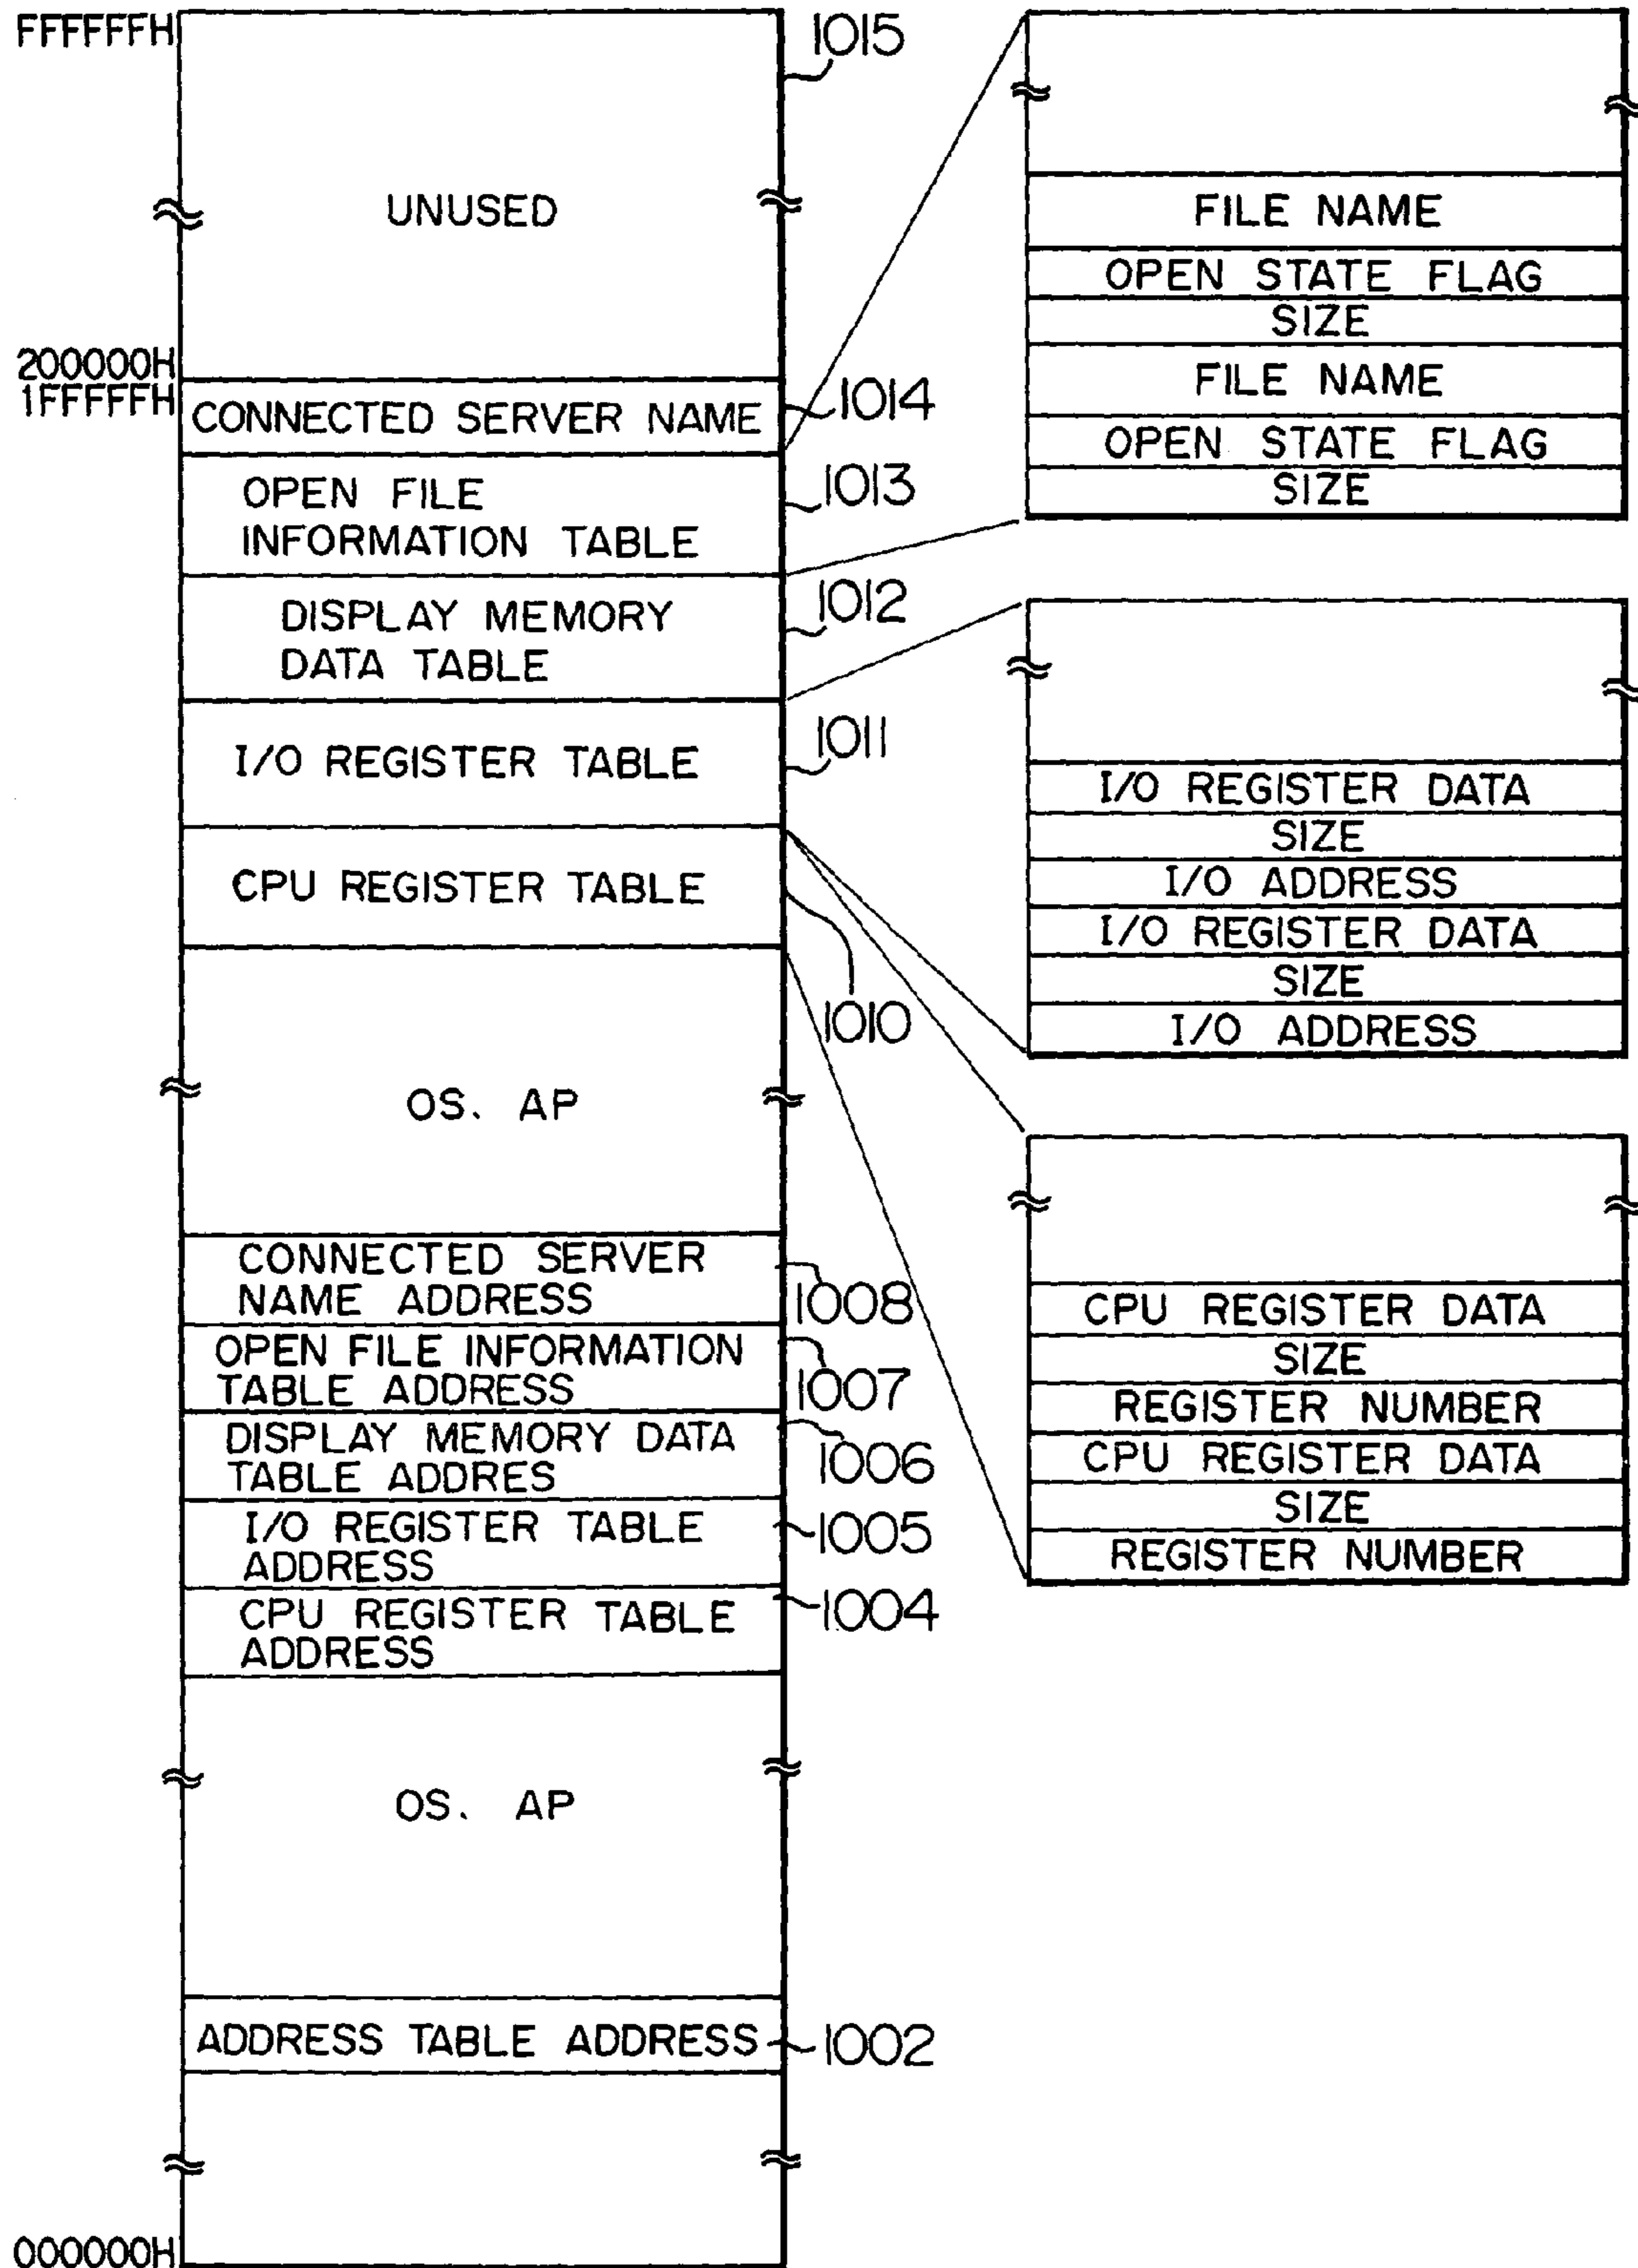 FFFFFFH
1015
UNUSED
200000H
1FFFFFH
CONNECTED SERVER NAME
1014
OPEN FILE
INFORMATION TABLE
1013
DISPLAY MEMORY
DATA TABLE
1012
I/O REGISTER TABLE
1011
CPU REGISTER TABLE
1010
OS. AP
CONNECTED SERVER
NAME ADDRESS
1008
OPEN FILE INFORMATION
TABLE ADDRESS
1007
DISPLAY MEMORY DATA
TABLE ADDRES
1006
I/O REGISTER TABLE
ADDRESS
1005
CPU REGISTER TABLE
ADDRESS
1004
OS. AP
ADDRESS TABLE ADDRESS
1002
000000H
FILE NAME
OPEN STATE FLAG
SIZE
FILE NAME
OPEN STATE FLAG
SIZE
I/O REGISTER DATA
SIZE
I/O ADDRESS
I/O REGISTER DATA
SIZE
I/O ADDRESS
CPU REGISTER DATA
SIZE
REGISTER NUMBER
CPU REGISTER DATA
SIZE
REGISTER NUMBER